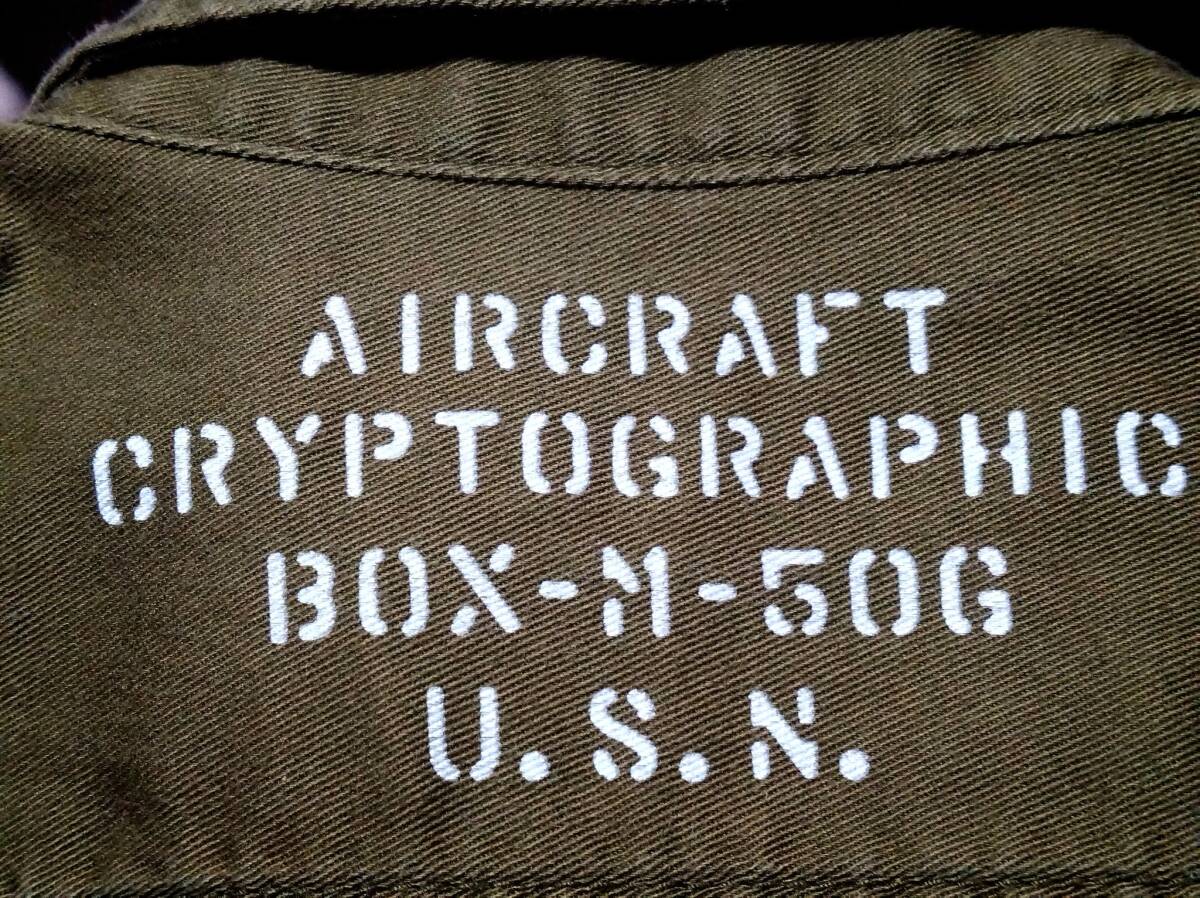 AIRCRAFT
CRYPTOGRAPHIC
BOX-M-50G
U.S.N.